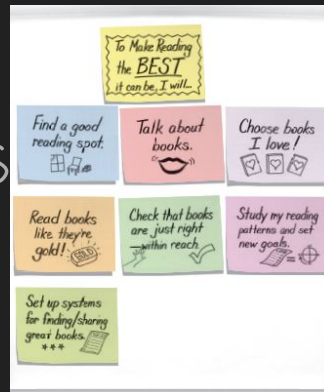 To Make Reading
the BEST
it can be, I will...
Find a good
reading spot.
Talk about
books.
Choose books
I love!
Read books
like they're
gold!
GOLD
Check that books
are just right
—within reach
Study my reading
patterns and set
new goals.
Set up systems
for finding/sharing
great books.